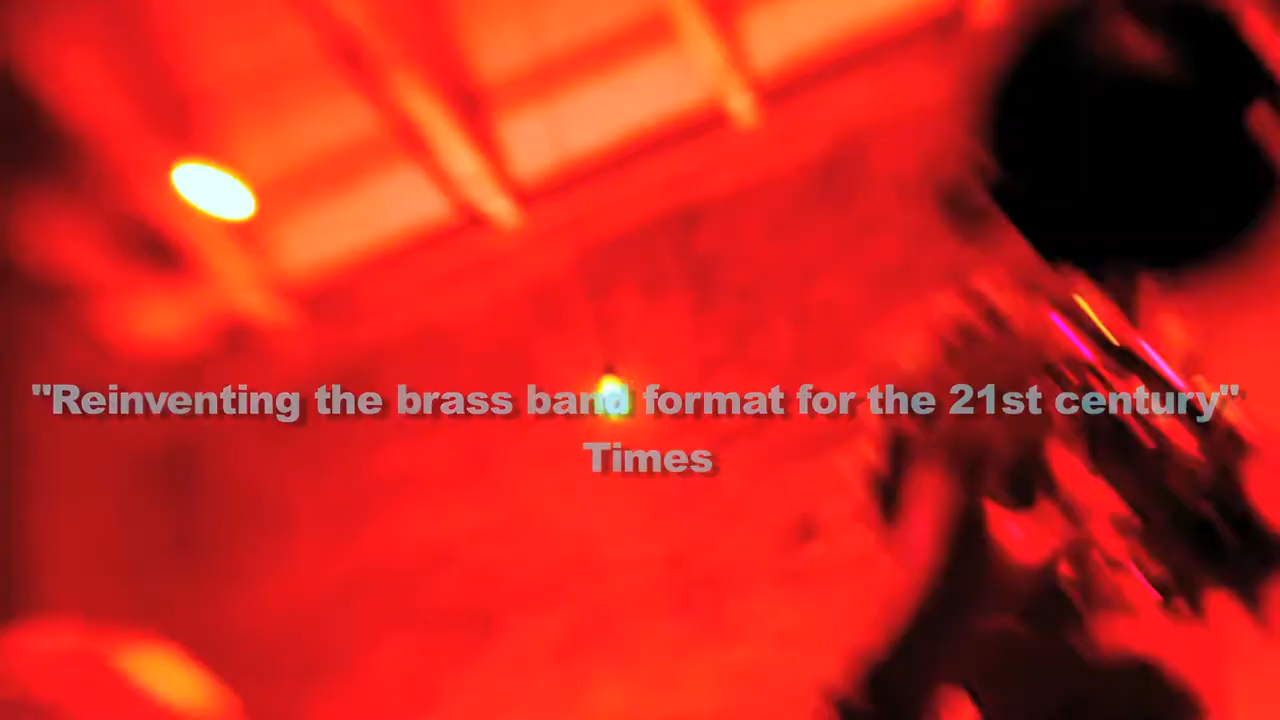 "Reinventing the brass band format for the 21st century"
Times